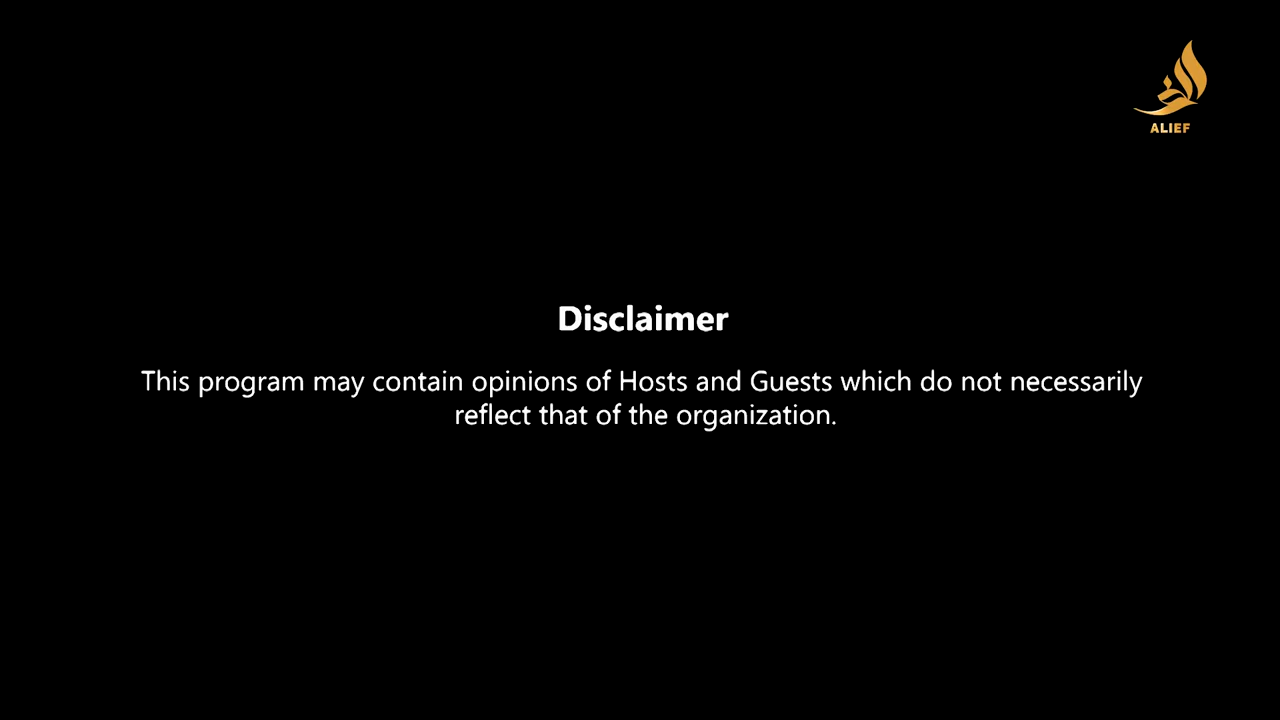 ALIEF
Disclaimer
This program may contain opinions of Hosts and Guests which do not necessarily
reflect that of the organization.